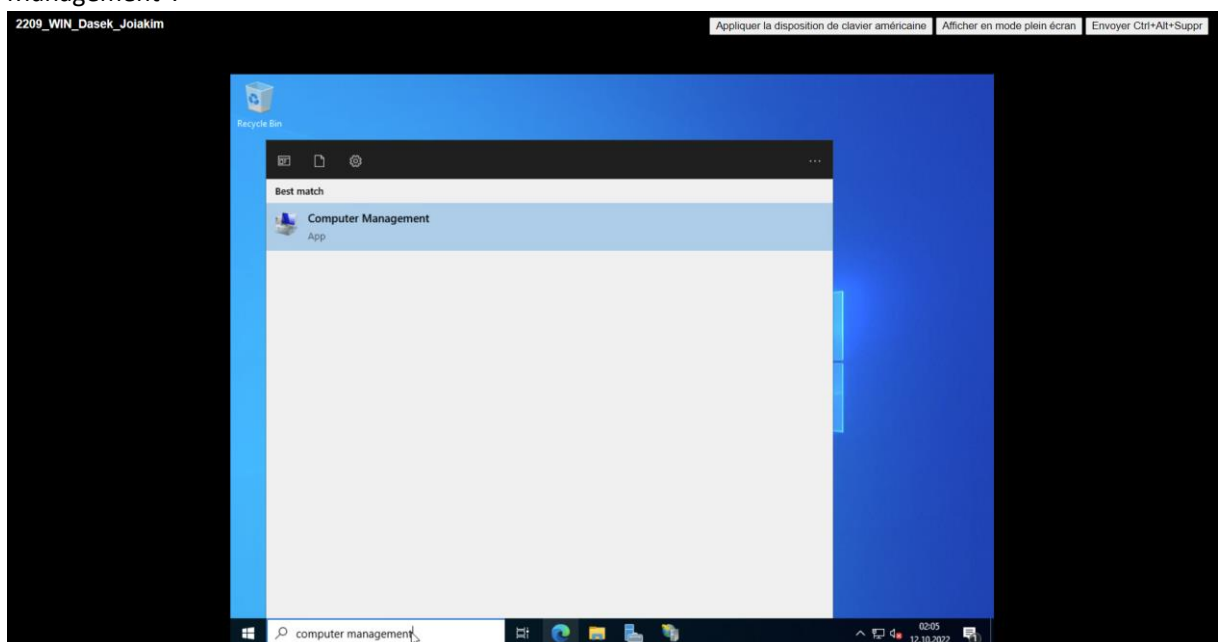 management".
2209_WIN_Dasek_Joiakim
Appliquer la disposition de clavier américaine Afficher en mode plein écran Envoyer Ctrl+Alt+Suppr
Recycle Bin
Best match
Computer Management
App
computer management
02:05
12.10.2022